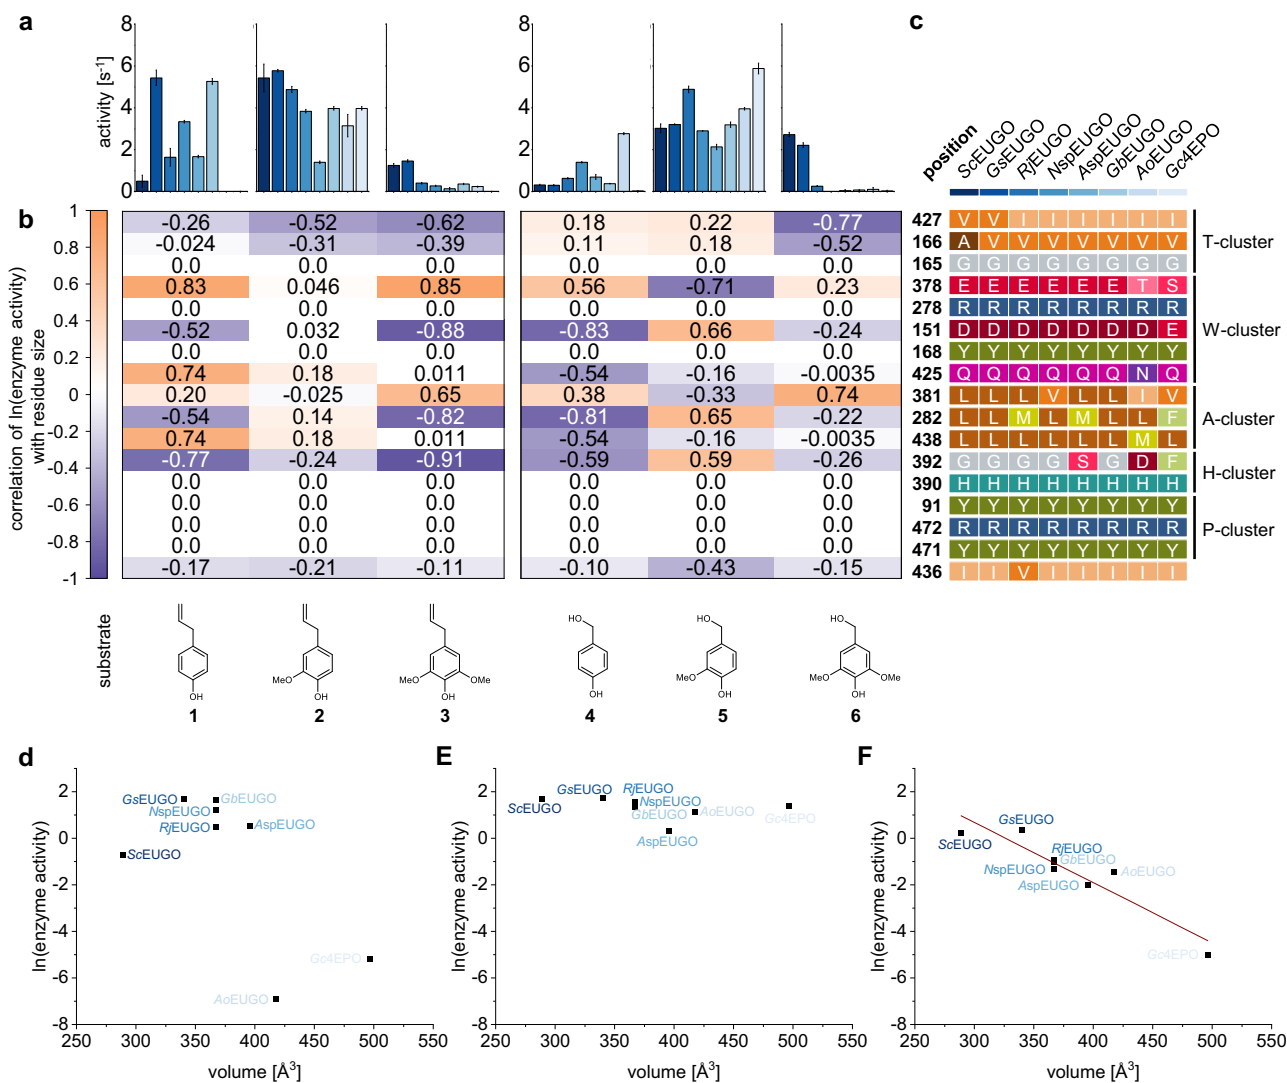 a
c
8
6
4
2
0
activity [s⁻¹]
8
6
4
2
0
position
ScEUGO
GsEUGO
RjEUGO
NspEUGO
AspEUGO
GbEUGO
AoEUGO
Gc4EPO
b
correlation of ln(enzyme activity)
with residue size
1
0.8
0.6
0.4
0.2
0
-0.2
-0.4
-0.6
-0.8
-1
-0.26 -0.52 -0.62 0.18 0.22 -0.77
-0.024 -0.31 -0.39 0.11 0.18 -0.52
0.0 0.0 0.0 0.0 0.0 0.0
0.83 0.046 0.85 0.56 -0.71 0.23
0.0 0.0 0.0 0.0 0.0 0.0
-0.52 0.032 -0.88 -0.83 0.66 -0.24
0.0 0.0 0.0 0.0 0.0 0.0
0.74 0.18 0.011 -0.54 -0.16 -0.0035
0.20 -0.025 0.65 0.38 -0.33 0.74
-0.54 0.14 -0.82 -0.81 0.65 -0.22
0.74 0.18 0.011 -0.54 -0.16 -0.0035
-0.77 -0.24 -0.91 -0.59 0.59 -0.26
0.0 0.0 0.0 0.0 0.0 0.0
0.0 0.0 0.0 0.0 0.0 0.0
0.0 0.0 0.0 0.0 0.0 0.0
0.0 0.0 0.0 0.0 0.0 0.0
-0.17 -0.21 -0.11 -0.10 -0.43 -0.15
427 V V I I I I I I
166 A V V V V V V V
165 G G G G G G G G
T-cluster
378 E E E E E E T S
278 R R R R R R R R
151 D D D D D D D E
168 Y Y Y Y Y Y Y Y
425 Q Q Q Q Q Q N Q
W-cluster
381 L L L V L L I V
282 L L M L M L L F
438 L L L L L L M L
A-cluster
392 G G G G S G D F
390 H H H H H H H H
H-cluster
91 Y Y Y Y Y Y Y Y
472 R R R R R R R R
471 Y Y Y Y Y Y Y Y
P-cluster
436 I I V I I I I I
substrate
OH
1
MeO
OH
2
MeO
OMe
OH
3
HO
OH
4
HO
MeO
OH
5
HO
MeO
OMe
OH
6
d
ln(enzyme activity)
2
0
-2
-4
-6
-8
GsEUGO
GbEUGO
NspEUGO
RjEUGO
AspEUGO
ScEUGO
Gc4EPO
AoEUGO
250 300 350 400 450 500 550
volume [Å³]
E
ln(enzyme activity)
2
0
-2
-4
-6
-8
ScEUGO
GsEUGO
RjEUGO
NspEUGO
GbEUGO
AoEUGO
Gc4EPO
AspEUGO
250 300 350 400 450 500 550
volume [Å³]
F
ln(enzyme activity)
2
0
-2
-4
-6
-8
GsEUGO
ScEUGO
RjEUGO
GbEUGO
NspEUGO
AoEUGO
AspEUGO
Gc4EPO
250 300 350 400 450 500 550
volume [Å³]